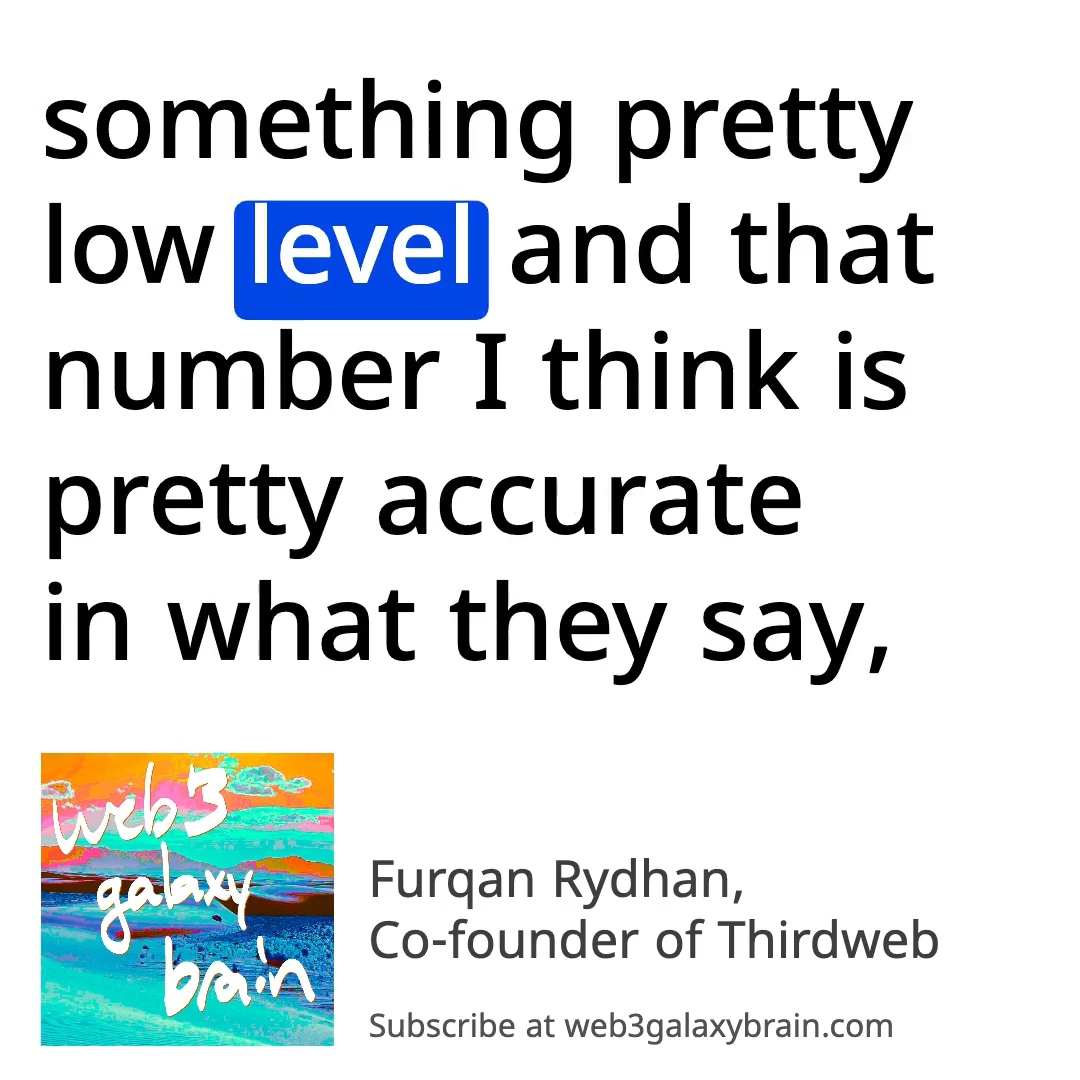 something pretty
low level and that
number I think is
pretty accurate
in what they say,
web3
galaxy
brain
Furqan Rydhan,
Co-founder of Thirdweb
Subscribe at web3galaxybrain.com